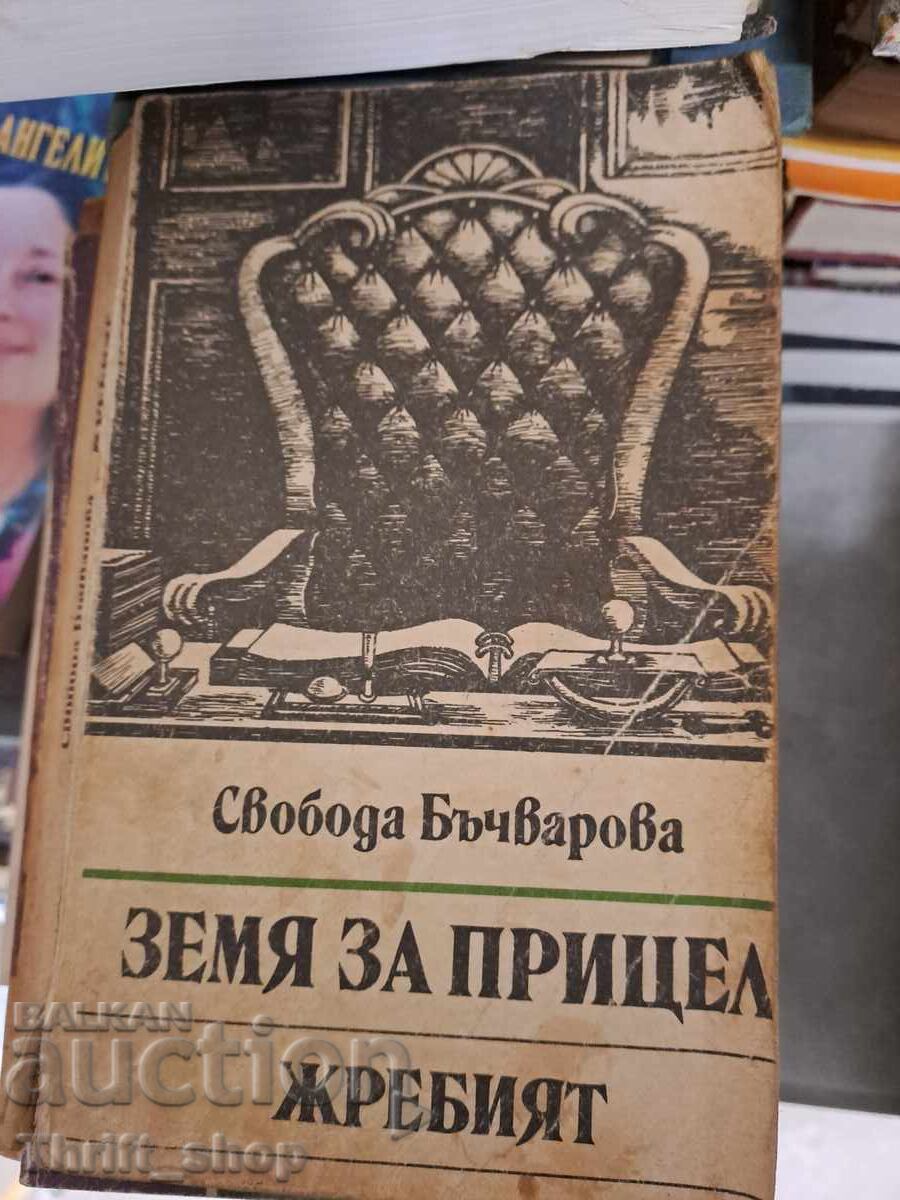 АНГЕЛИ
Свобода Бъчварова
ЗЕМЯ ЗА ПРИЦЕЛ
ЖРЕБИЯТ
BALKAN
auction
Thrift_shop